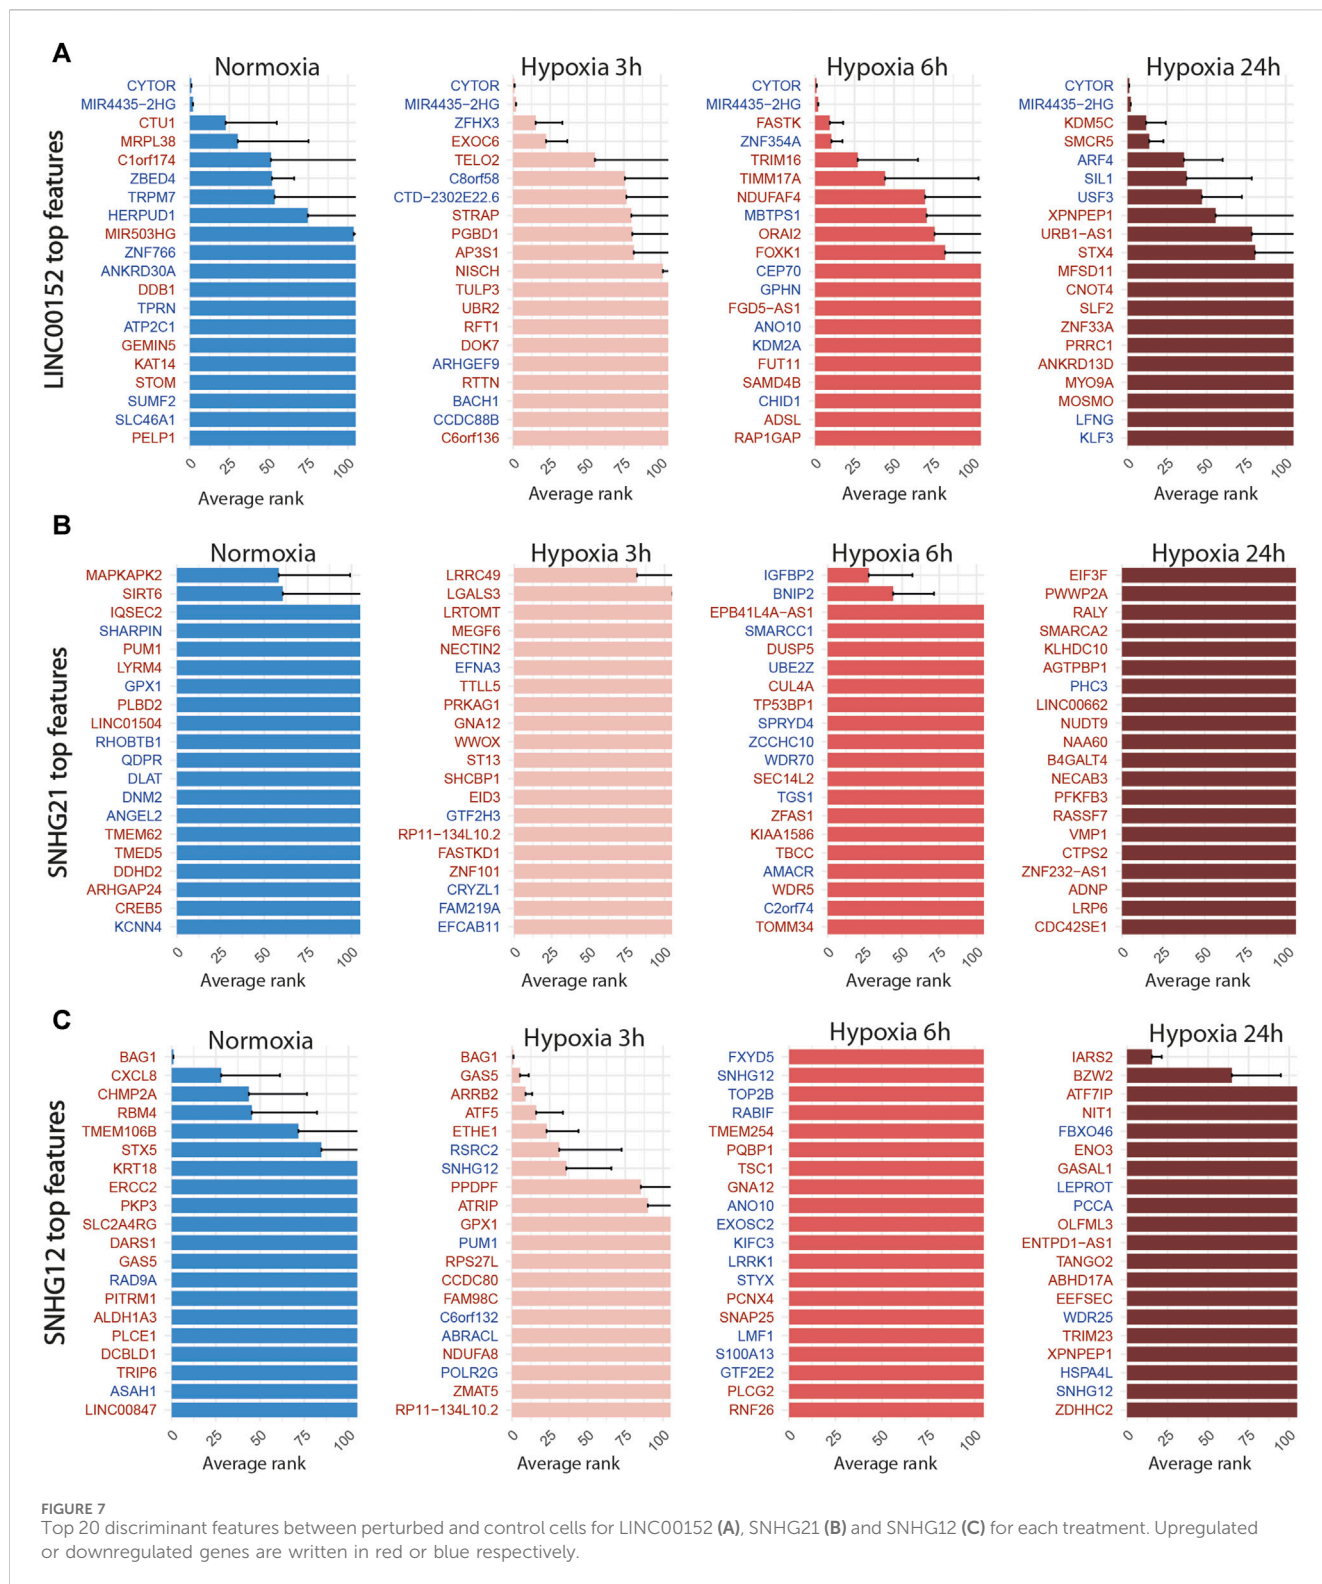 A
LINC00152 top features
Normoxia
CYTOR
MIR4435−2HG
CTU1
MRPL38
C1orf174
ZBED4
TRPM7
HERPUD1
MIR503HG
ZNF766
ANKRD30A
DDB1
TPRN
ATP2C1
GEMIN5
KAT14
STOM
SUMF2
SLC46A1
PELP1
0 25 50 75 100
Average rank
Hypoxia 3h
CYTOR
MIR4435−2HG
ZFHX3
EXOC6
TELO2
C8orf58
CTD−2302E22.6
STRAP
PGBD1
AP3S1
NISCH
TULP3
UBR2
RFT1
DOK7
ARHGEF9
RTTN
BACH1
CCDC88B
C6orf136
0 25 50 75 100
Average rank
Hypoxia 6h
CYTOR
MIR4435−2HG
FASTK
ZNF354A
TRIM16
TIMM17A
NDUFAF4
MBTPS1
ORAI2
FOXK1
CEP70
GPHN
FGD5−AS1
ANO10
KDM2A
FUT11
SAMD4B
CHID1
ADSL
RAP1GAP
0 25 50 75 100
Average rank
Hypoxia 24h
CYTOR
MIR4435−2HG
KDM5C
SMCR5
ARF4
SIL1
USF3
XPNPEP1
URB1−AS1
STX4
MFSD11
CNOT4
SLF2
ZNF33A
PRRC1
ANKRD13D
MYO9A
MOSMO
LFNG
KLF3
0 25 50 75 100
Average rank
B
SNHG21 top features
Normoxia
MAPKAPK2
SIRT6
IQSEC2
SHARPIN
PUM1
LYRM4
GPX1
PLBD2
LINC01504
RHOBTB1
QDPR
DLAT
DNM2
ANGEL2
TMEM62
TMED5
DDHD2
ARHGAP24
CREB5
KCNN4
0 25 50 75 100
Average rank
Hypoxia 3h
LRRC49
LGALS3
LRTOMT
MEGF6
NECTIN2
EFNA3
TTLL5
PRKAG1
GNA12
WWOX
ST13
SHCBP1
EID3
GTF2H3
RP11−134L10.2
FASTKD1
ZNF101
CRYZL1
FAM219A
EFCAB11
0 25 50 75 100
Average rank
Hypoxia 6h
IGFBP2
BNIP2
EPB41L4A−AS1
SMARCC1
DUSP5
UBE2Z
CUL4A
TP53BP1
SPRYD4
ZCCHC10
WDR70
SEC14L2
TGS1
ZFAS1
KIAA1586
TBCC
AMACR
WDR5
C2orf74
TOMM34
0 25 50 75 100
Average rank
Hypoxia 24h
EIF3F
PWWP2A
RALY
SMARCA2
KLHDC10
AGTPBP1
PHC3
LINC00662
NUDT9
NAA60
B4GALT4
NECAB3
PFKFB3
RASSF7
VMP1
CTPS2
ZNF232−AS1
ADNP
LRP6
CDC42SE1
0 25 50 75 100
Average rank
C
SNHG12 top features
Normoxia
BAG1
CXCL8
CHMP2A
RBM4
TMEM106B
STX5
KRT18
ERCC2
PKP3
SLC2A4RG
DARS1
GAS5
RAD9A
PITRM1
ALDH1A3
PLCE1
DCBLD1
TRIP6
ASAH1
LINC00847
0 25 50 75 100
Average rank
Hypoxia 3h
BAG1
GAS5
ARRB2
ATF5
ETHE1
RSRC2
SNHG12
PPDPF
ATRIP
GPX1
PUM1
RPS27L
CCDC80
FAM98C
C6orf132
ABRACL
NDUFA8
POLR2G
ZMAT5
RP11−134L10.2
0 25 50 75 100
Average rank
Hypoxia 6h
FXYD5
SNHG12
TOP2B
RABIF
TMEM254
PQBP1
TSC1
GNA12
ANO10
EXOSC2
KIFC3
LRRK1
STYX
PCNX4
SNAP25
LMF1
S100A13
GTF2E2
PLCG2
RNF26
0 25 50 75 100
Average rank
Hypoxia 24h
IARS2
BZW2
ATF7IP
NIT1
FBXO46
ENO3
GASAL1
LEPROT
PCCA
OLFML3
ENTPD1−AS1
TANGO2
ABHD17A
EEFSEC
WDR25
TRIM23
XPNPEP1
HSPA4L
SNHG12
ZDHHC2
0 25 50 75 100
Average rank
FIGURE 7
Top 20 discriminant features between perturbed and control cells for LINC00152 (A), SNHG21 (B) and SNHG12 (C) for each treatment. Upregulated
or downregulated genes are written in red or blue respectively.